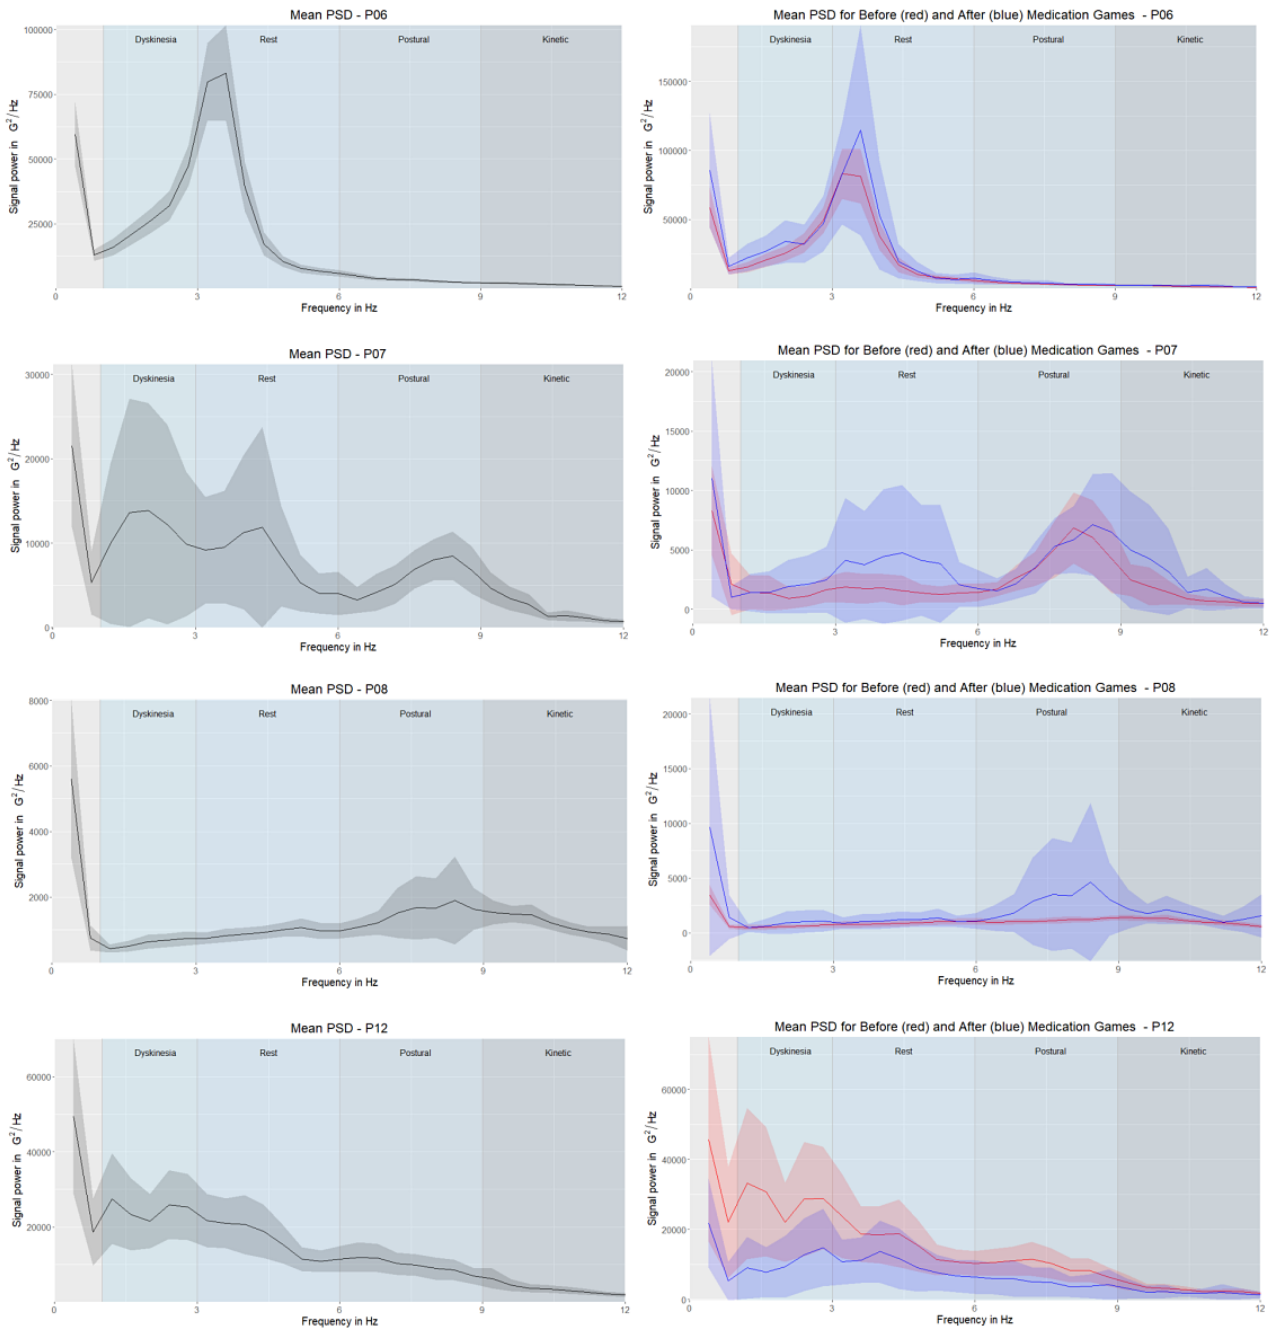 Mean PSD - P06
Dyskinesia Rest Postural Kinetic
100000
75000
50000
25000
0 3 6 9 12
Signal power in G²/Hz
Frequency in Hz
Mean PSD for Before (red) and After (blue) Medication Games - P06
Dyskinesia Rest Postural Kinetic
150000
100000
50000
0 3 6 9 12
Signal power in G²/Hz
Frequency in Hz
Mean PSD - P07
Dyskinesia Rest Postural Kinetic
30000
20000
10000
0
0 3 6 9 12
Signal power in G²/Hz
Frequency in Hz
Mean PSD for Before (red) and After (blue) Medication Games - P07
Dyskinesia Rest Postural Kinetic
20000
15000
10000
5000
0
0 3 6 9 12
Signal power in G²/Hz
Frequency in Hz
Mean PSD - P08
Dyskinesia Rest Postural Kinetic
8000
6000
4000
2000
0 3 6 9 12
Signal power in G²/Hz
Frequency in Hz
Mean PSD for Before (red) and After (blue) Medication Games - P08
Dyskinesia Rest Postural Kinetic
20000
15000
10000
5000
0
0 3 6 9 12
Signal power in G²/Hz
Frequency in Hz
Mean PSD - P12
Dyskinesia Rest Postural Kinetic
60000
40000
20000
0
0 3 6 9 12
Signal power in G²/Hz
Frequency in Hz
Mean PSD for Before (red) and After (blue) Medication Games - P12
Dyskinesia Rest Postural Kinetic
60000
40000
20000
0
0 3 6 9 12
Signal power in G²/Hz
Frequency in Hz